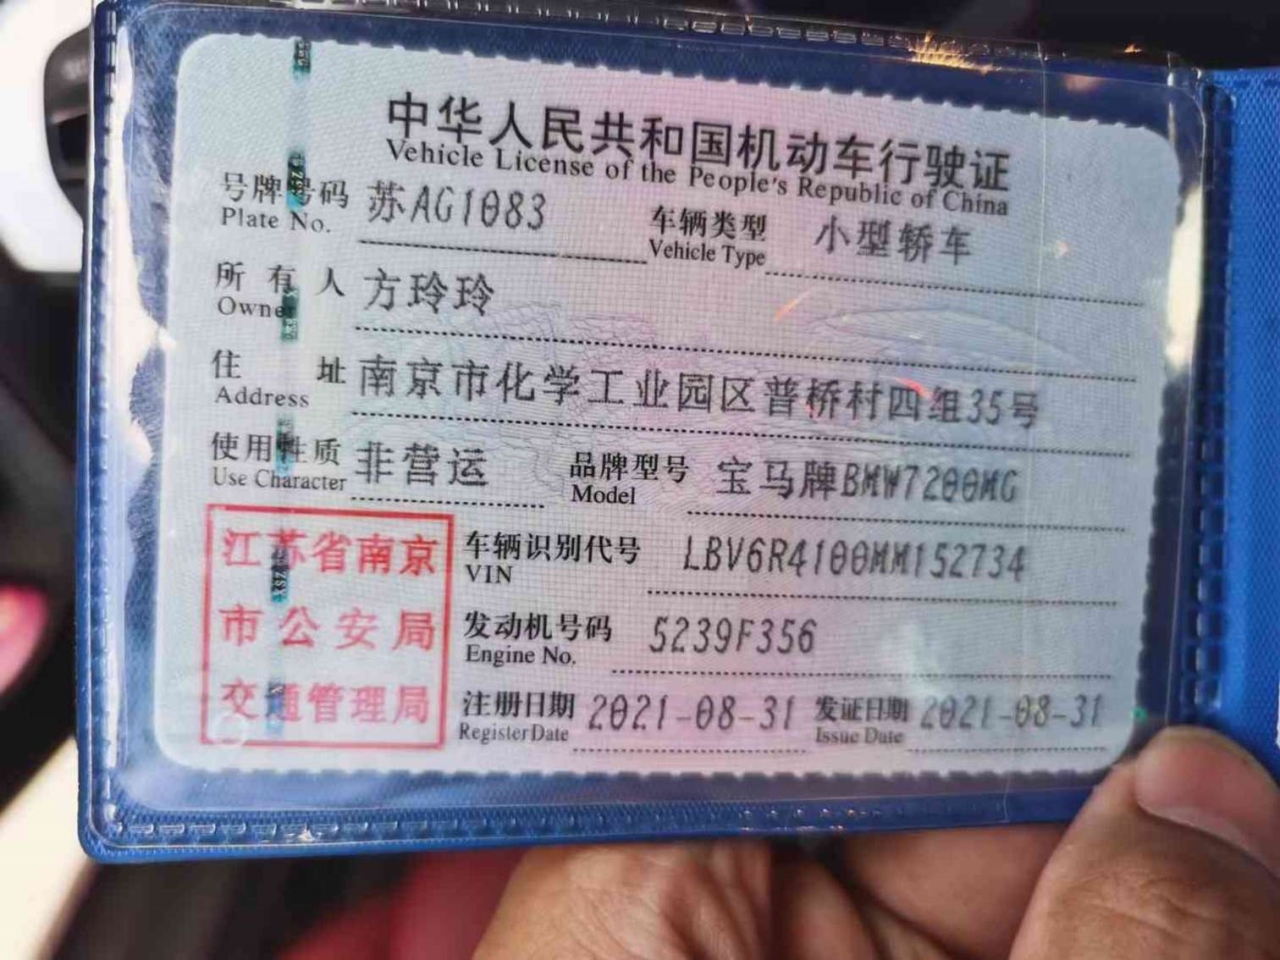 中华人民共和国机动车行驶证
Vehicle License of the People's Republic of China
号牌号码 苏AG1083 车辆类型 小型轿车
Plate No. Vehicle Type
所有人 方玲玲
Owner
住址 南京市化学工业园区普桥村四组35号
Address
使用性质 非营运 品牌型号 宝马牌BMW7200MG
Use Character Model
江苏省南京
市公安局
交通管理局
车辆识别代号 LBV6R4100MM152734
VIN
发动机号码 5239F356
Engine No.
注册日期 2021-08-31 发证日期 2021-08-31
Register Date Issue Date